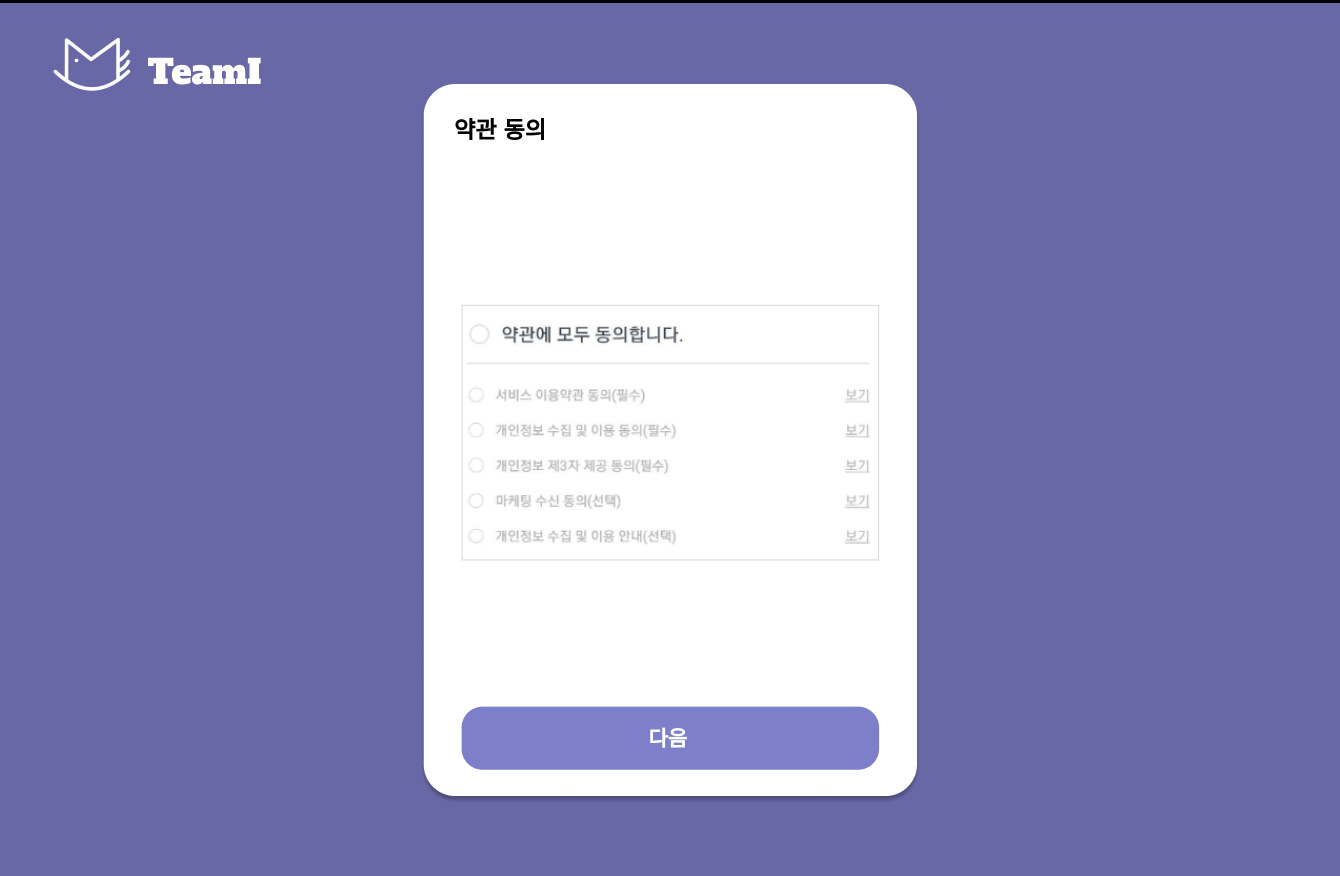 TeamI
약관 동의
약관에 모두 동의합니다.
서비스 이용약관 동의(필수) 보기
개인정보 수집 및 이용 동의(필수) 보기
개인정보 제3자 제공 동의(필수) 보기
마케팅 수신 동의(선택) 보기
개인정보 수집 및 이용 안내(선택) 보기
다음